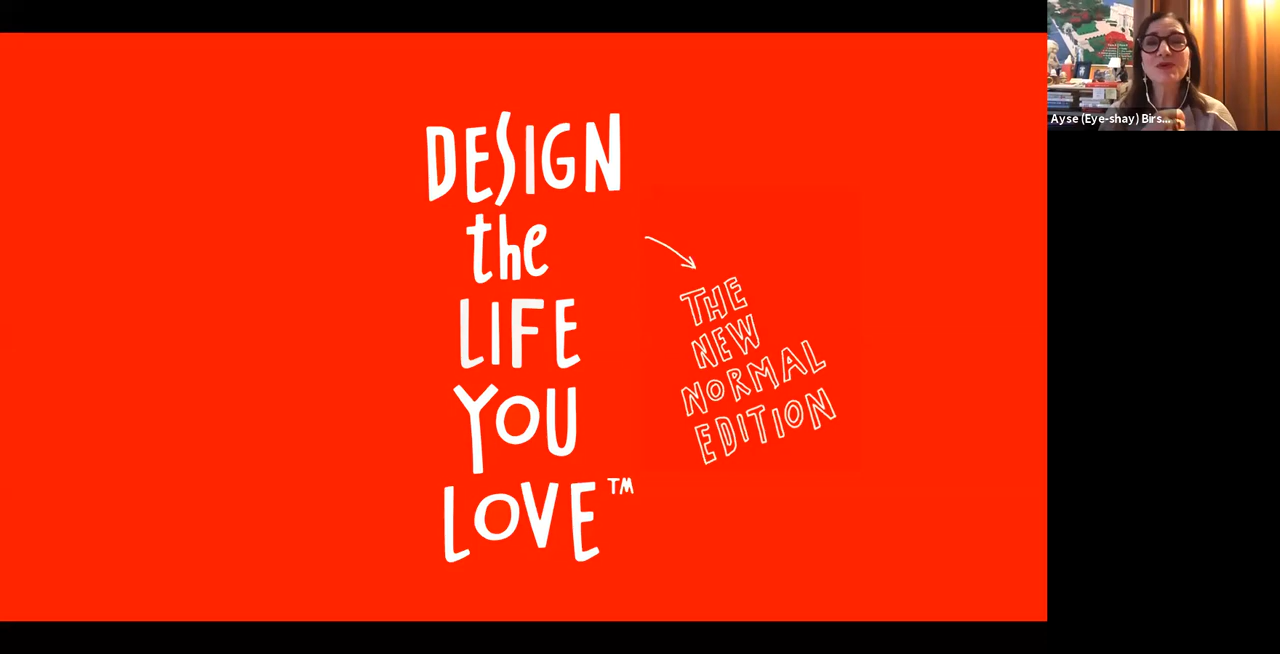 DESIGN
the
LIFE
YOU
LOVE™
THE
NEW
NORMAL
EDITION
Ayse (Eye-shay) Birs...